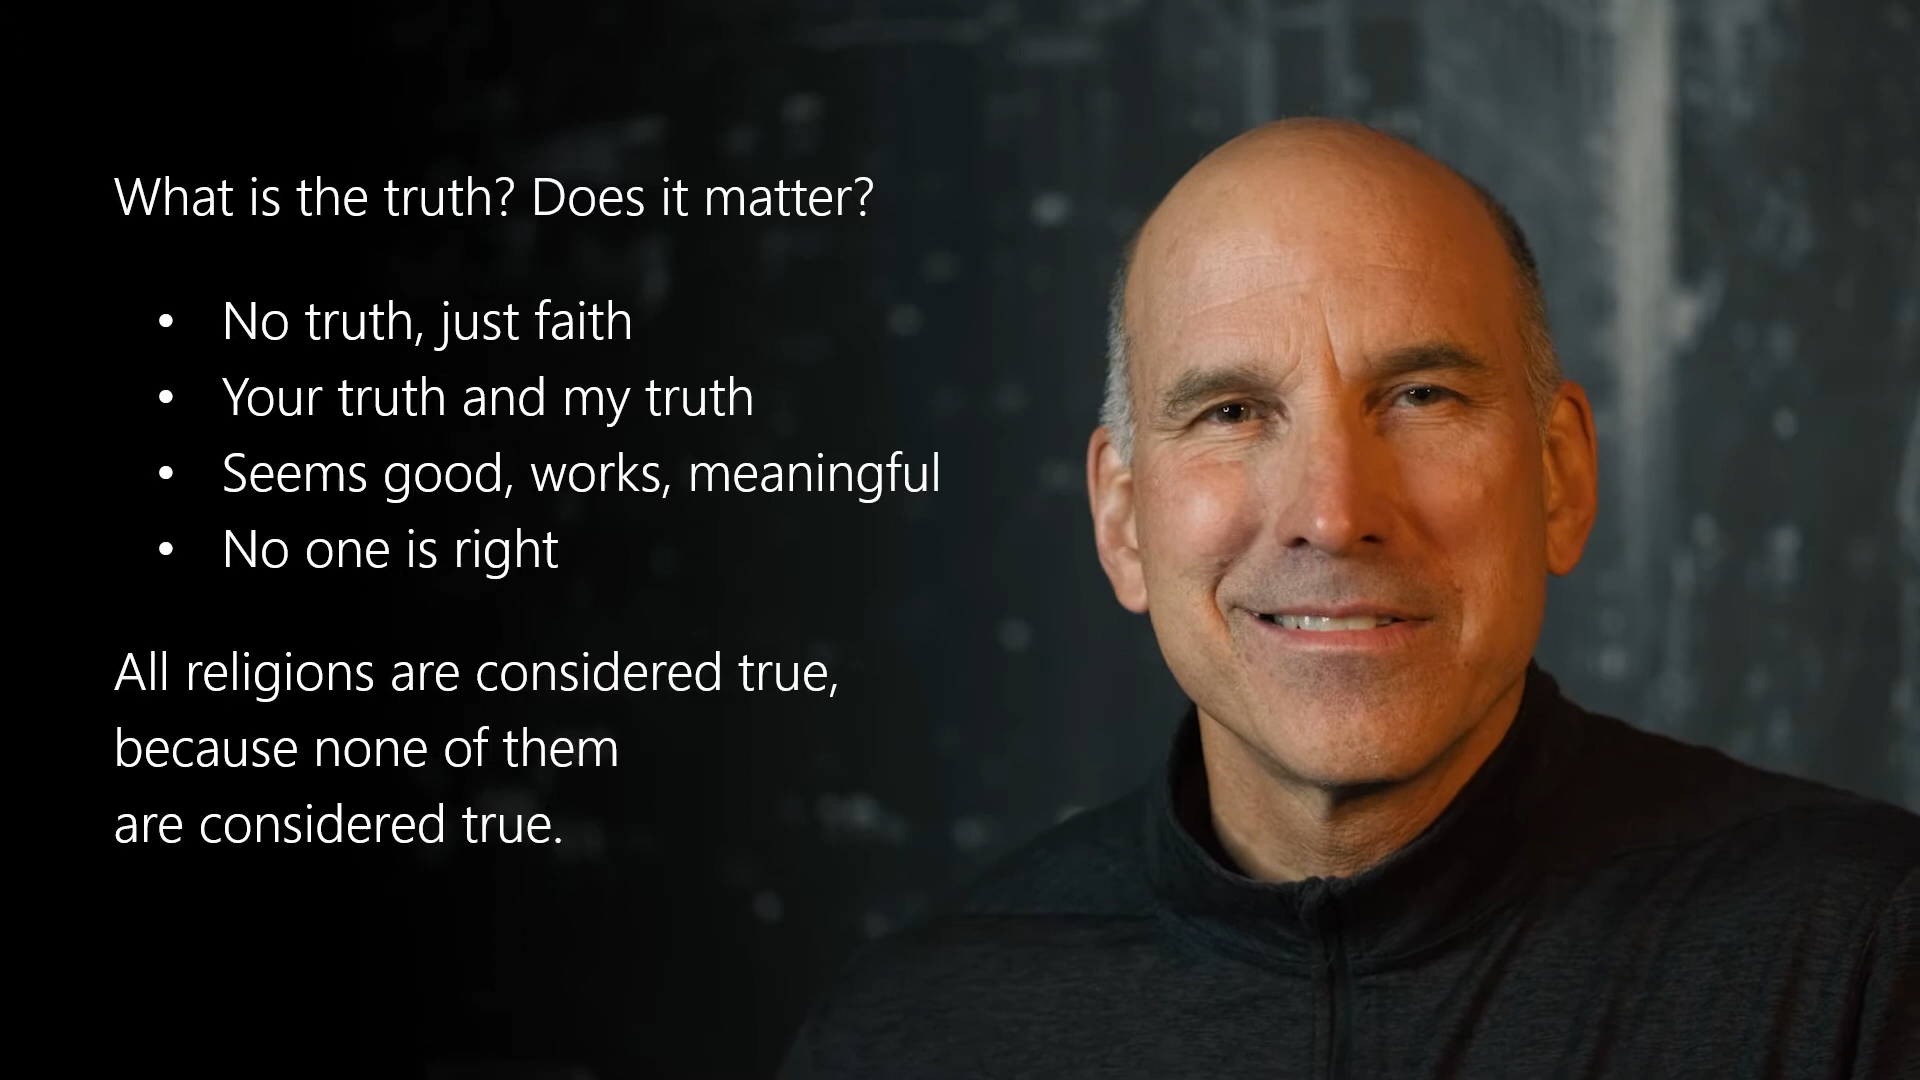 What is the truth? Does it matter?
• No truth, just faith
• Your truth and my truth
• Seems good, works, meaningful
• No one is right
All religions are considered true,
because none of them
are considered true.